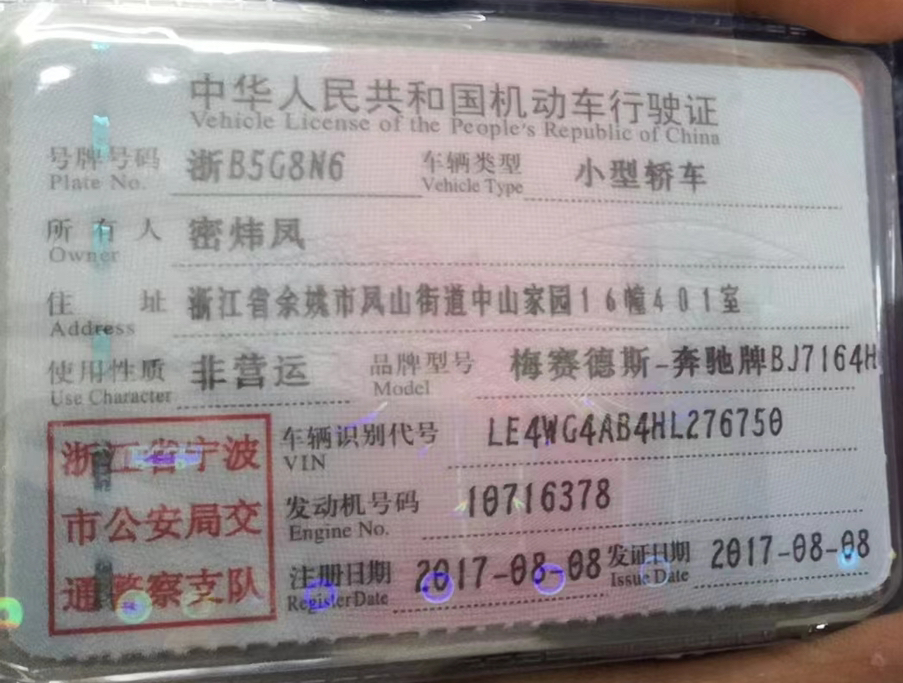 中华人民共和国机动车行驶证
Vehicle License of the People's Republic of China
号牌号码 浙B5G8N6 车辆类型 小型轿车
Plate No. Vehicle Type
所有人 密炜凤
Owner
住址 浙江省余姚市凤山街道中山家园16幢401室
Address
使用性质 非营运 品牌型号 梅赛德斯-奔驰牌BJ7164H
Use Character Model
浙江省宁波
市公安局交
通警察支队
车辆识别代号 LE4WG4AB4HL276750
VIN
发动机号码 10716378
Engine No.
注册日期 2017-08-08 发证日期 2017-08-08
Register Date Issue Date